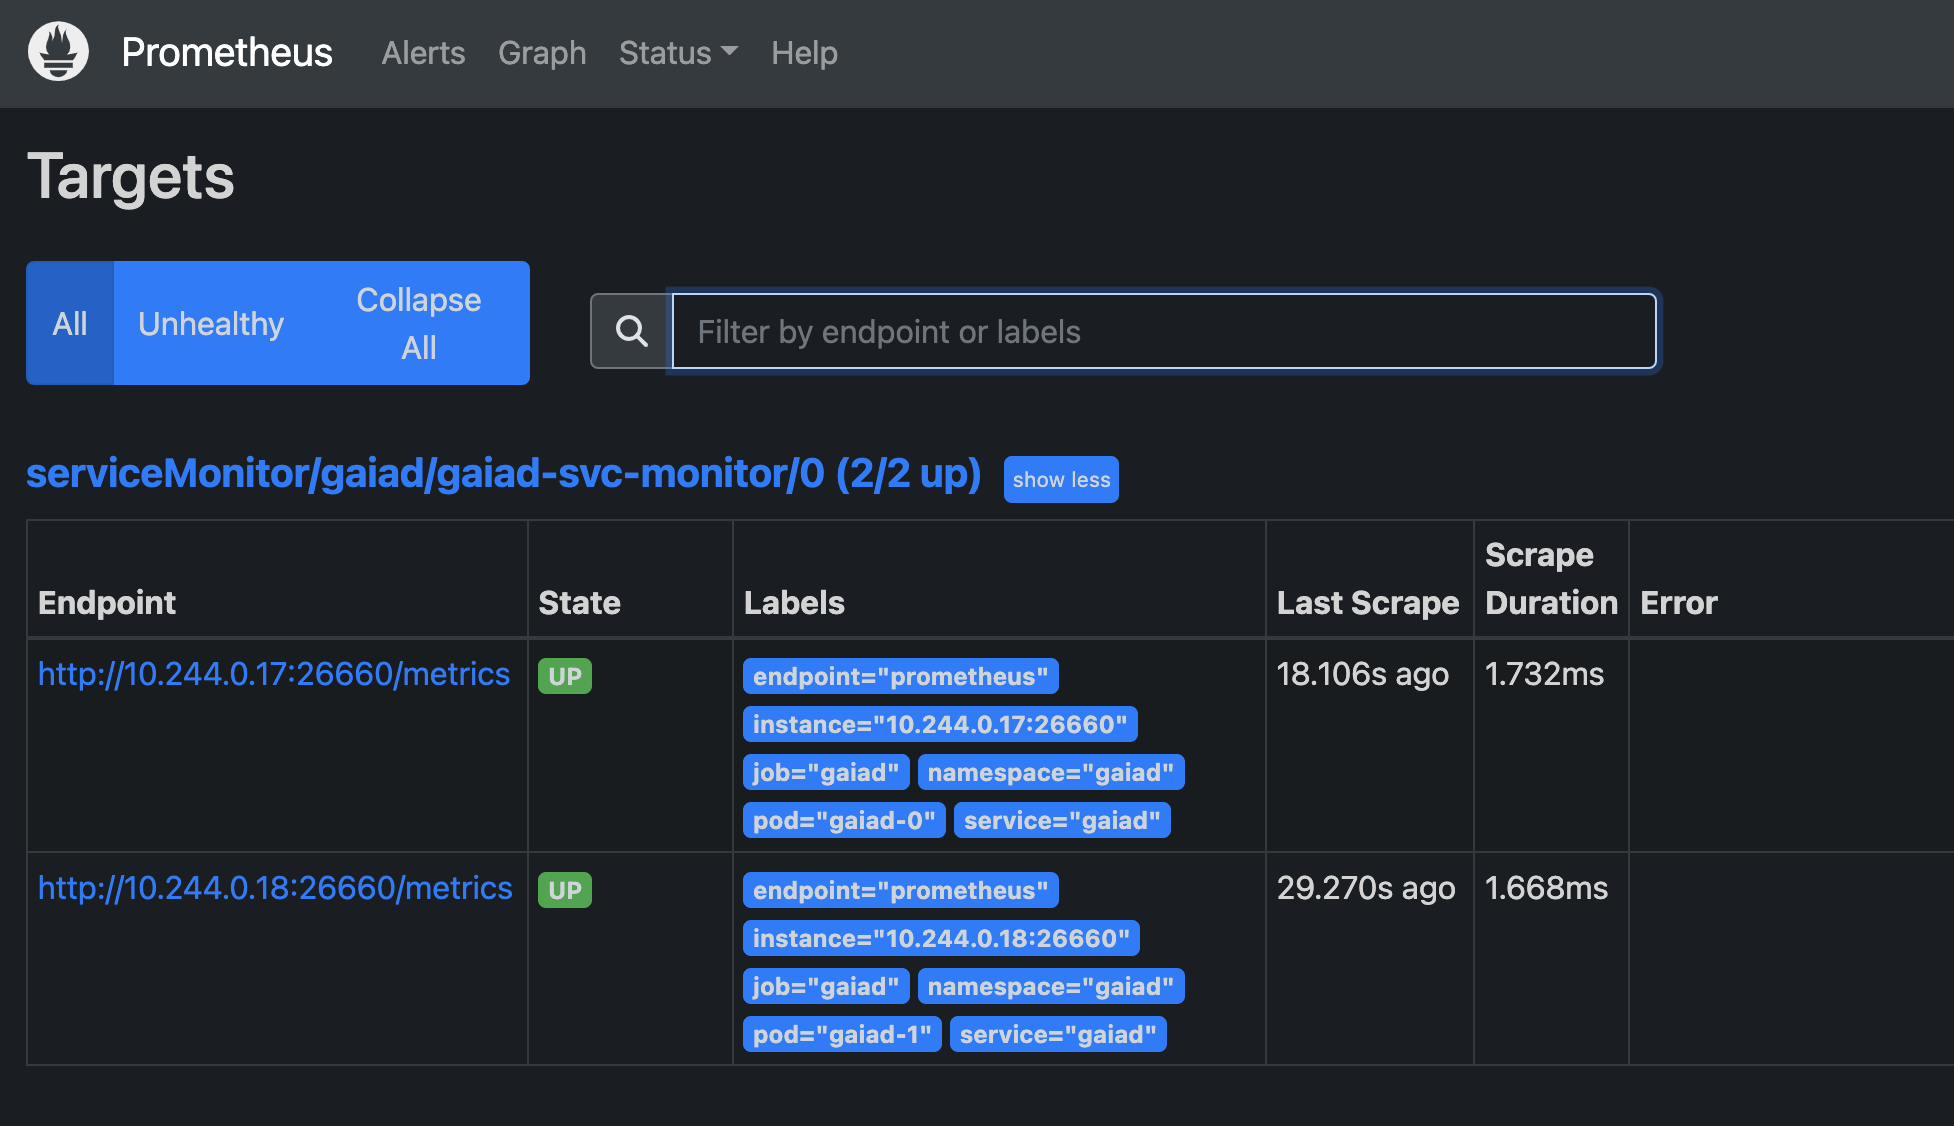 Prometheus Alerts Graph Status Help
Targets
All Unhealthy Collapse All
Filter by endpoint or labels
serviceMonitor/gaiad/gaiad-svc-monitor/0 (2/2 up) show less
Endpoint State Labels Last Scrape Scrape Duration Error
http://10.244.0.17:26660/metrics UP endpoint="prometheus" 18.106s ago 1.732ms
instance="10.244.0.17:26660"
job="gaiad" namespace="gaiad"
pod="gaiad-0" service="gaiad"
http://10.244.0.18:26660/metrics UP endpoint="prometheus" 29.270s ago 1.668ms
instance="10.244.0.18:26660"
job="gaiad" namespace="gaiad"
pod="gaiad-1" service="gaiad"